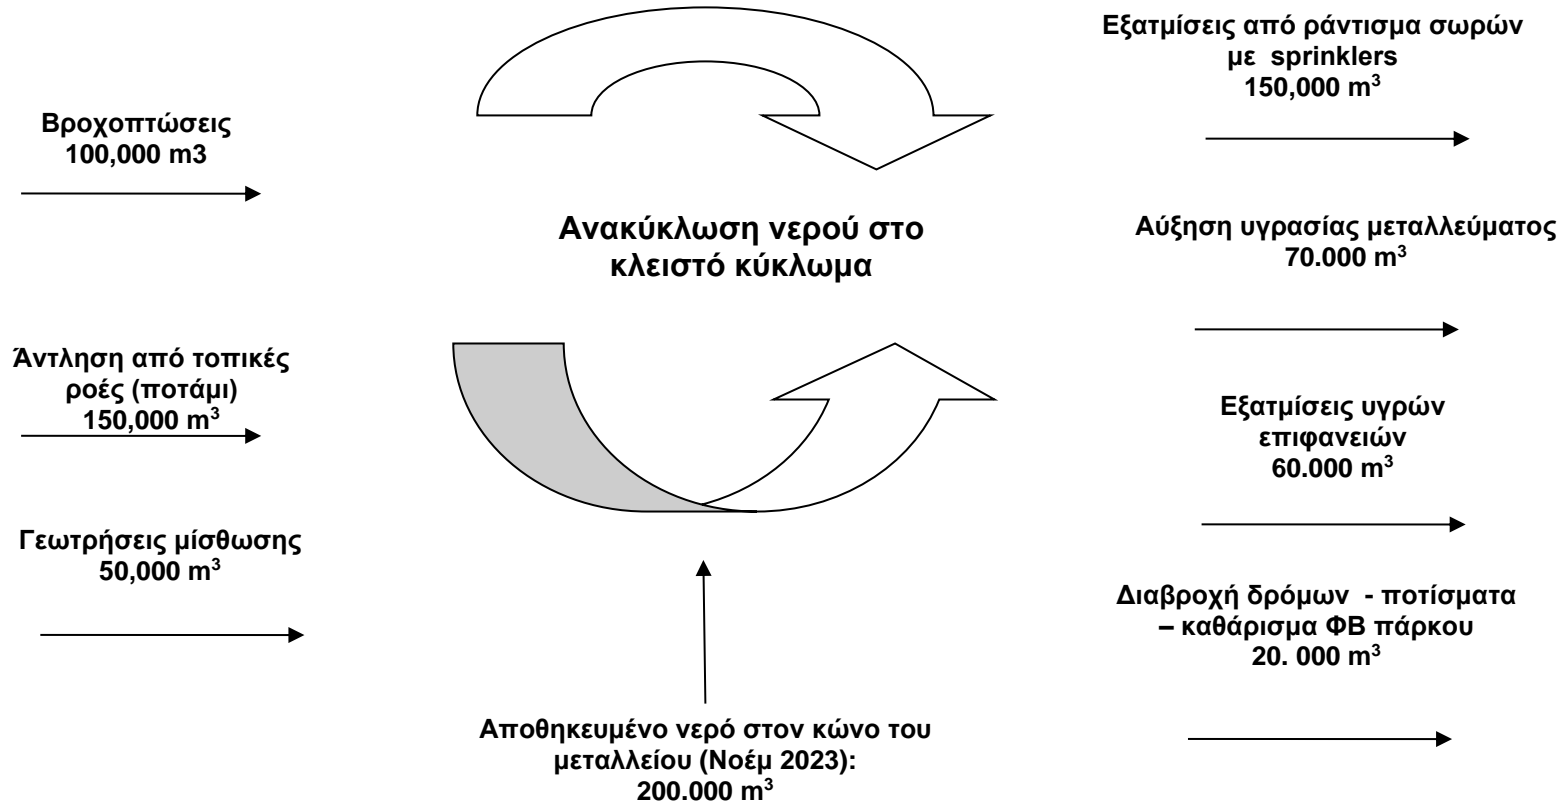 Βροχοπτώσεις
100,000 m3
Άντληση από τοπικές
ροές (ποτάμι)
150,000 m³
Γεωτρήσεις μίσθωσης
50,000 m³
Ανακύκλωση νερού στο
κλειστό κύκλωμα
Αποθηκευμένο νερό στον κώνο του
μεταλλείου (Νοέμ 2023):
200.000 m³
Εξατμίσεις από ράντισμα σωρών
με sprinklers
150,000 m³
Αύξηση υγρασίας μεταλλεύματος
70.000 m³
Εξατμίσεις υγρών
επιφανειών
60.000 m³
Διαβροχή δρόμων - ποτίσματα
– καθάρισμα ΦΒ πάρκου
20. 000 m³